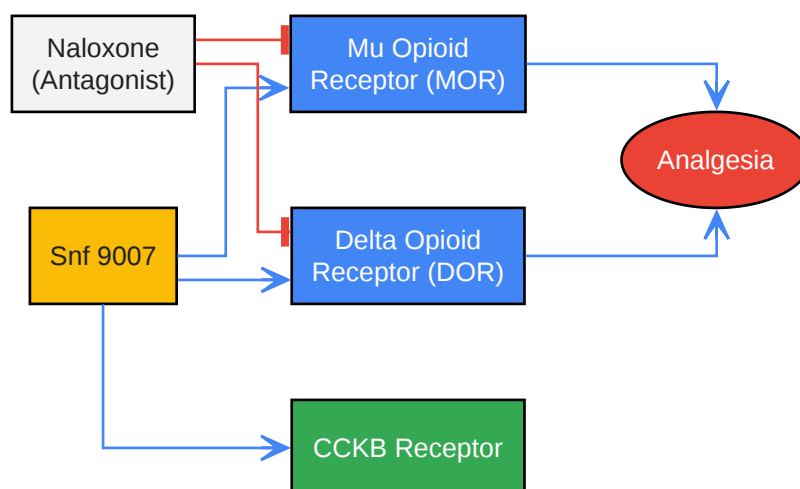 Naloxone
(Antagonist)
Mu Opioid
Receptor (MOR)
Analgesia
Snf 9007
Delta Opioid
Receptor (DOR)
CCKB Receptor